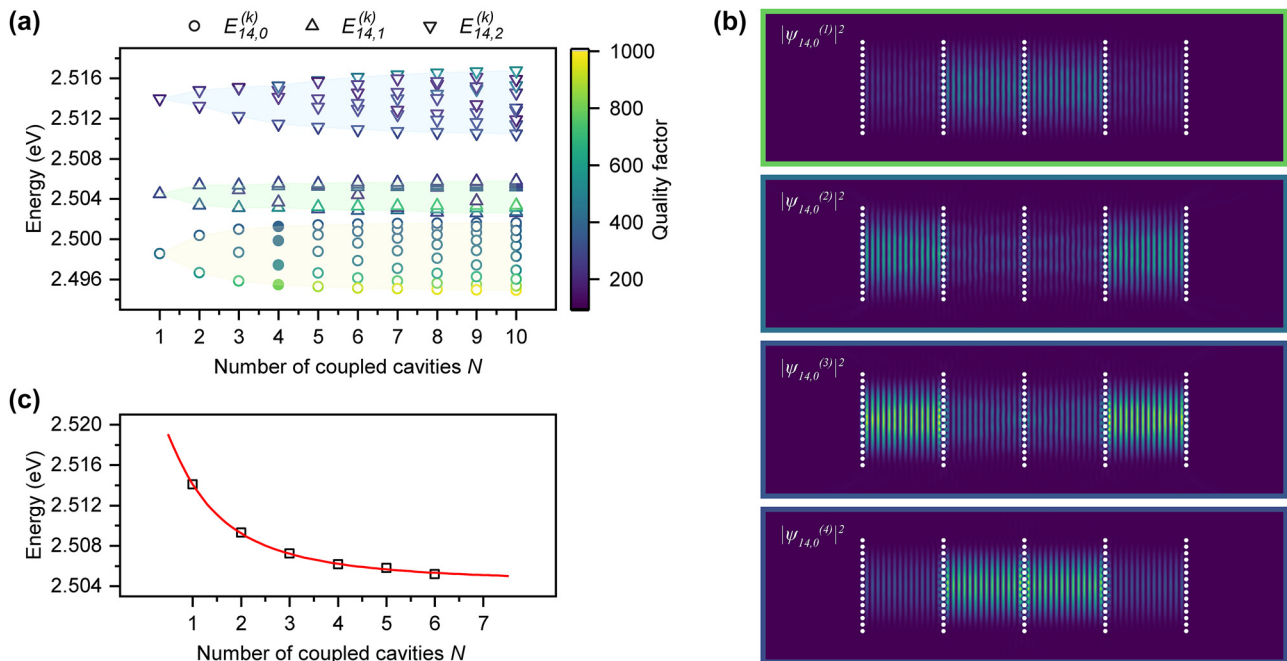 (a)
E14,0(k) E14,1(k) E14,2(k)
Energy (eV)
2.516
2.512
2.508
2.504
2.500
2.496
1 2 3 4 5 6 7 8 9 10
Number of coupled cavities N
1000
800
600
400
200
Quality factor
(b)
|ψ14,0(1)|2
|ψ14,0(2)|2
|ψ14,0(3)|2
|ψ14,0(4)|2
(c)
Energy (eV)
2.520
2.516
2.512
2.508
2.504
1 2 3 4 5 6 7
Number of coupled cavities N